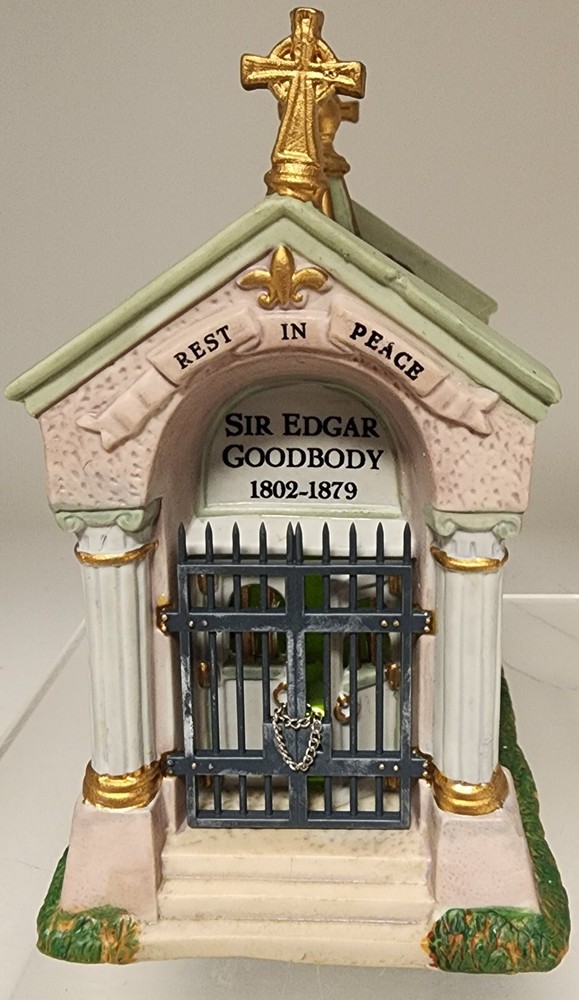 REST IN PEACE
SIR EDGAR
GOODBODY
1802-1879